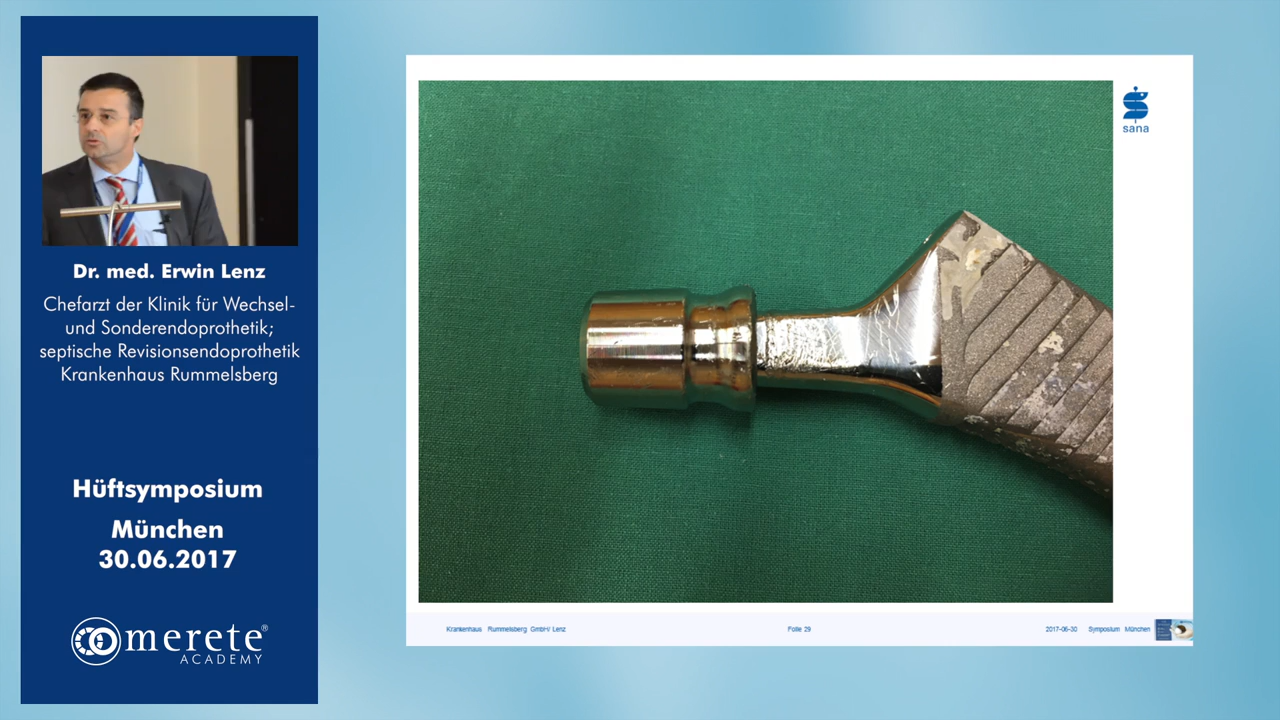 Dr. med. Erwin Lenz
Chefarzt der Klinik für Wechsel-
und Sonderendoprothetik;
septische Revisionsendoprothetik
Krankenhaus Rummelsberg
Hüftsymposium
München
30.06.2017
merete®
ACADEMY
sana
Krankenhaus Rummelsberg GmbH/ Lenz
Folie 29
2017-06-30 Symposium München